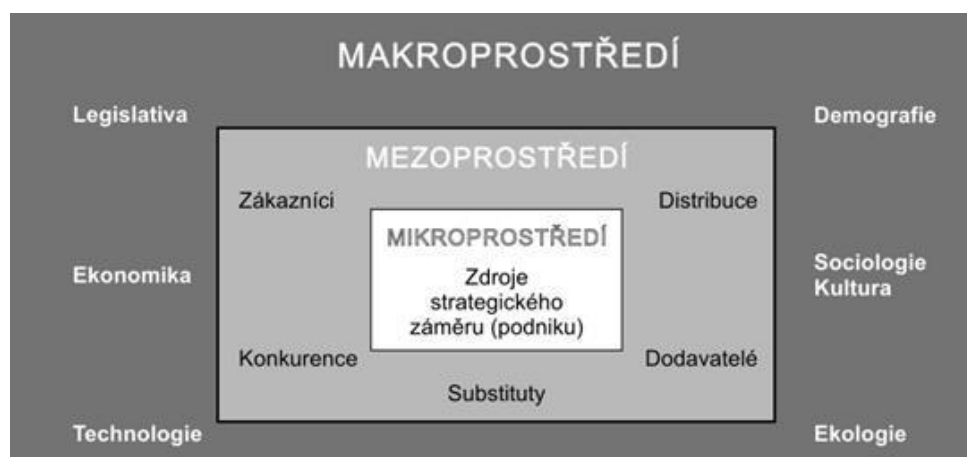 MAKROPROSTŘEDÍ
Legislativa
Demografie
MEZOPROSTŘEDÍ
Zákazníci
Distribuce
MIKROPROSTŘEDÍ
Zdroje
strategického
záměru (podniku)
Ekonomika
Sociologie
Kultura
Konkurence
Dodavatelé
Substituty
Technologie
Ekologie